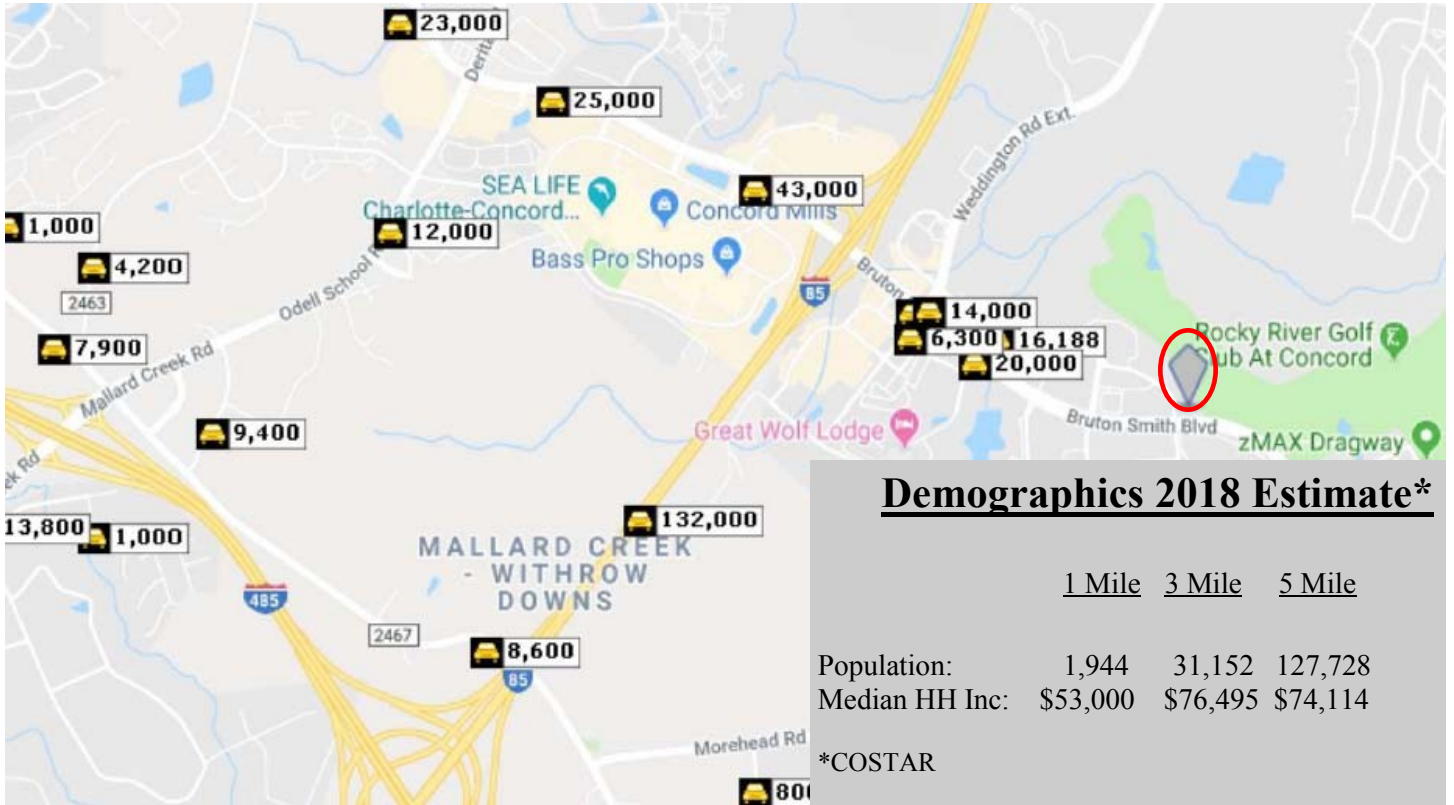 23,000
Derita
25,000
Weddington Rd Ext.
SEA LIFE
Charlotte-Concord...
43,000
Concord Mills
1,000
12,000
4,200
Bass Pro Shops
2463
Odell School R
85
Bruton
14,000
7,900
6,300
16,188
Rocky River Golf
Club At Concord
20,000
Mallard Creek Rd
Bruton Smith Blvd
9,400
Great Wolf Lodge
zMAX Dragway
ek Rd
Demographics 2018 Estimate*
13,800
1,000
132,000
MALLARD CREEK
- WITHROW
DOWNS
1 Mile 3 Mile 5 Mile
485
2467
8,600
85
Population: 1,944 31,152 127,728
Median HH Inc: $53,000 $76,495 $74,114
Morehead Rd
*COSTAR
800